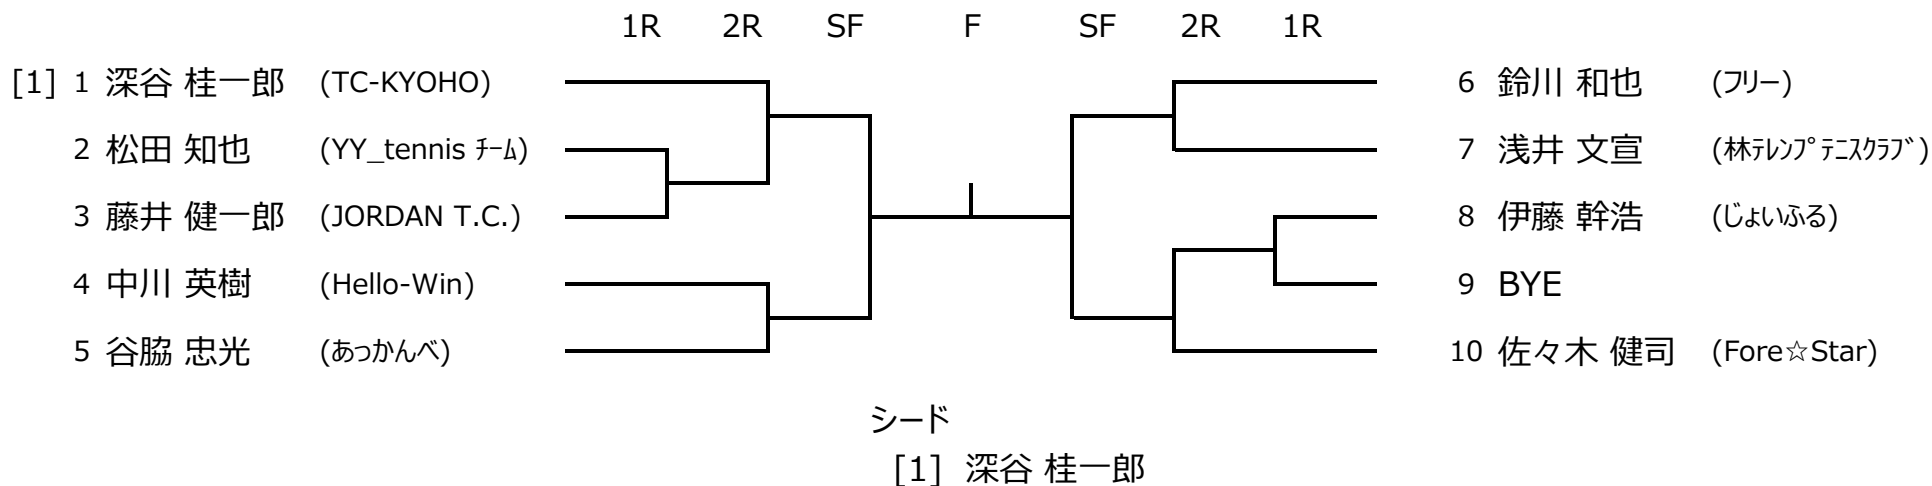 1R 2R SF F SF 2R 1R
[1] 1 深谷 桂一郎 (TC-KYOHO) 6 鈴川 和也 (フリー)
2 松田 知也 (YY_tennis ﾁｰﾑ) 7 浅井 文宣 (林ﾃﾚﾝﾌﾟﾃﾆｽｸﾗﾌﾞ)
3 藤井 健一郎 (JORDAN T.C.) 8 伊藤 幹浩 (じょいふる)
4 中川 英樹 (Hello-Win) 9 BYE
5 谷脇 忠光 (あっかんべ) 10 佐々木 健司 (Fore☆Star)
シード
[1] 深谷 桂一郎